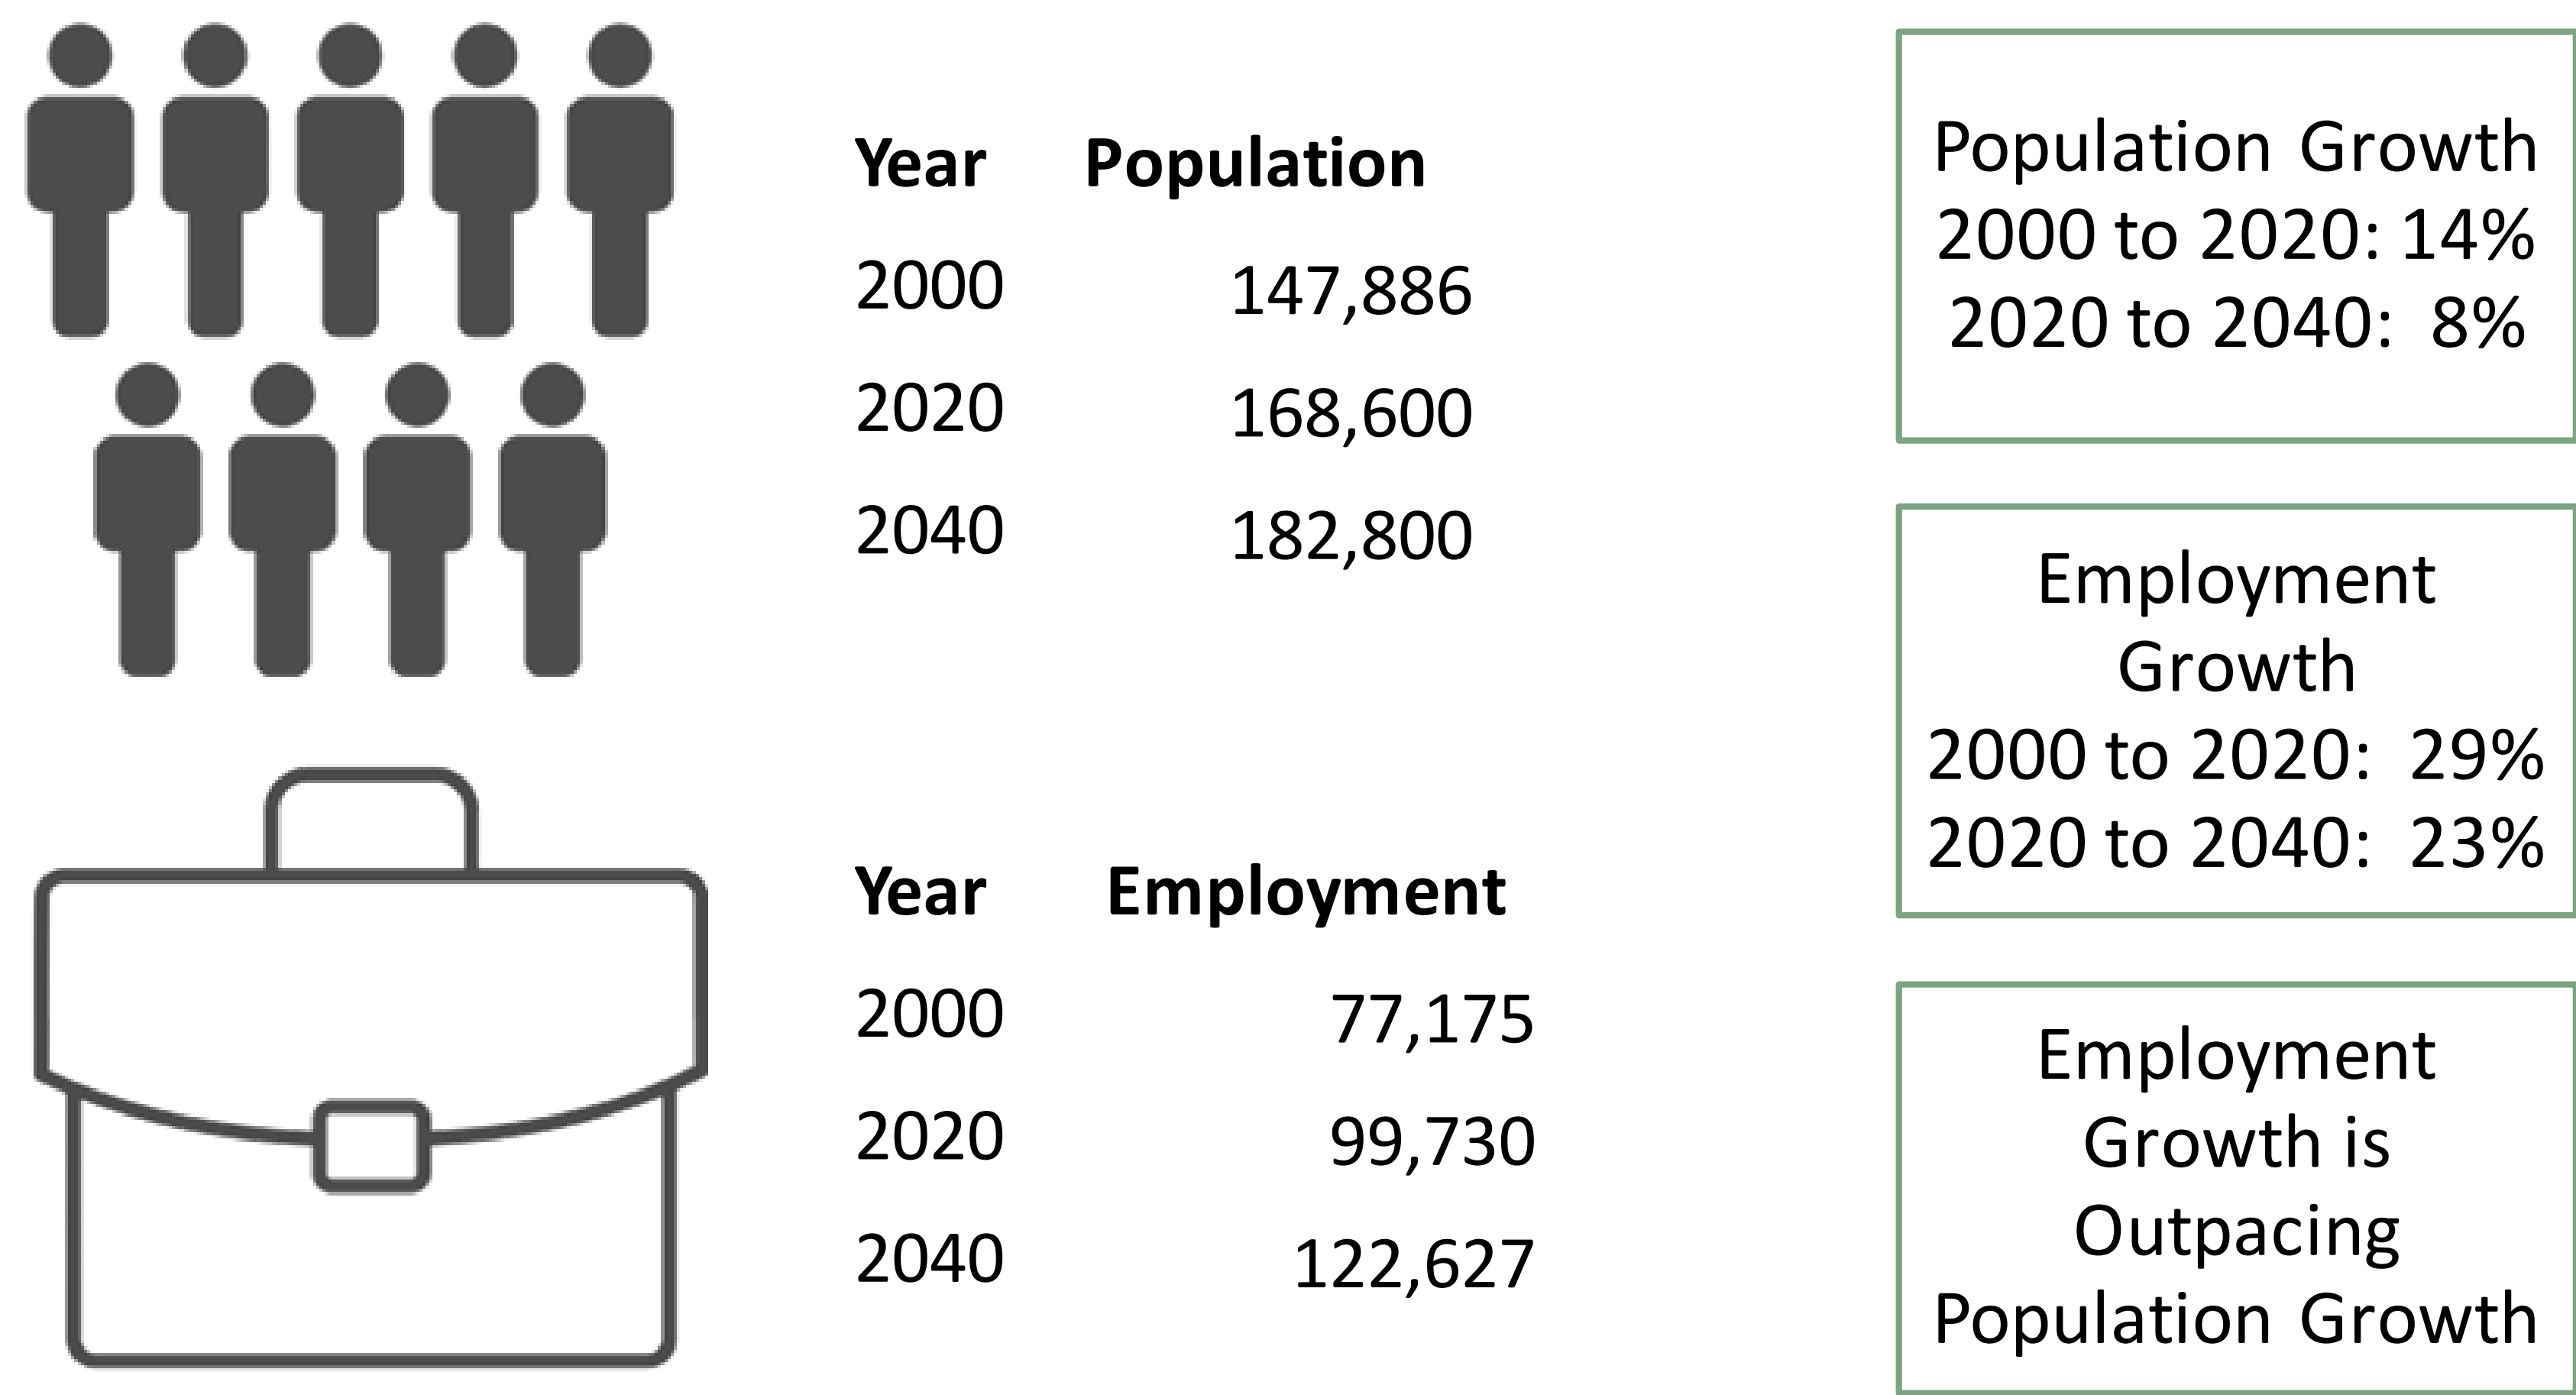 Year Population
2000 147,886
2020 168,600
2040 182,800
Year Employment
2000 77,175
2020 99,730
2040 122,627
Population Growth
2000 to 2020: 14%
2020 to 2040: 8%
Employment
Growth
2000 to 2020: 29%
2020 to 2040: 23%
Employment
Growth is
Outpacing
Population Growth